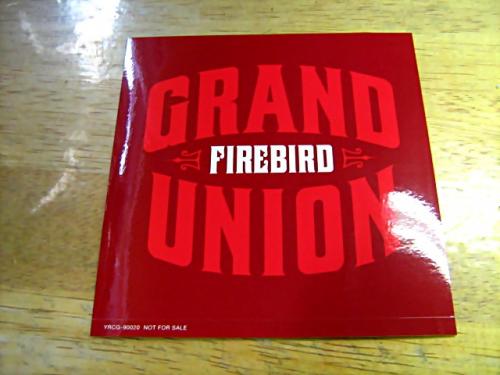 GRAND
FIREBIRD
UNION
YRCG-90020 NOT FOR SALE